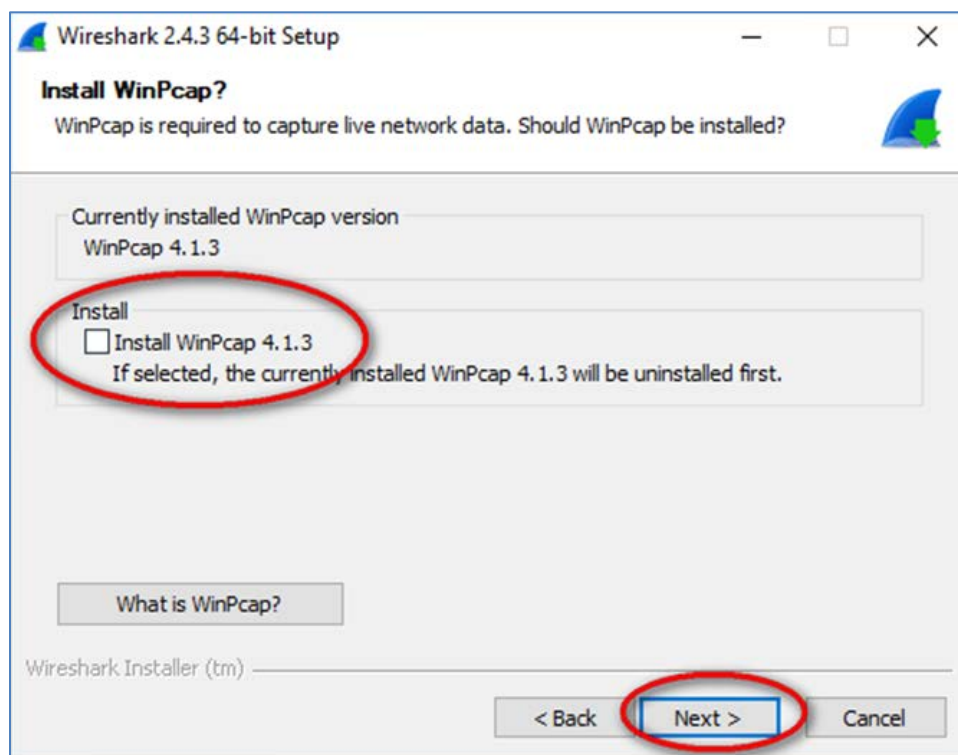 Wireshark 2.4.3 64-bit Setup
Install WinPcap?
WinPcap is required to capture live network data. Should WinPcap be installed?
Currently installed WinPcap version
WinPcap 4.1.3
Install
Install WinPcap 4.1.3
If selected, the currently installed WinPcap 4.1.3 will be uninstalled first.
What is WinPcap?
Wireshark Installer (tm)
< Back Next > Cancel